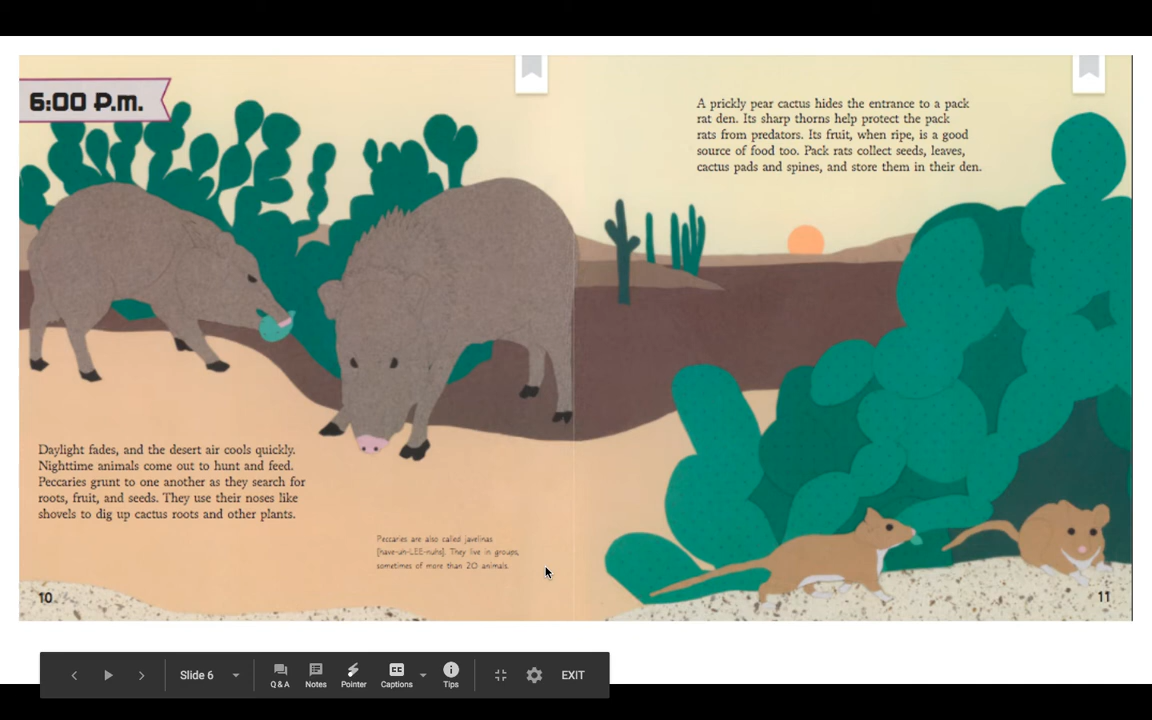 6:00 P.m.
A prickly pear cactus hides the entrance to a pack
rat den. Its sharp thorns help protect the pack
rats from predators. Its fruit, when ripe, is a good
source of food too. Pack rats collect seeds, leaves,
cactus pads and spines, and store them in their den.
Daylight fades, and the desert air cools quickly.
Nighttime animals come out to hunt and feed.
Peccaries grunt to one another as they search for
roots, fruit, and seeds. They use their noses like
shovels to dig up cactus roots and other plants.
Peccaries are also called javelinas
[have-uh-LEE-nuhs]. They live in groups,
sometimes of more than 20 animals.
10
11
Slide 6
Q & A
Notes
Pointer
CC
Captions
Tips
EXIT